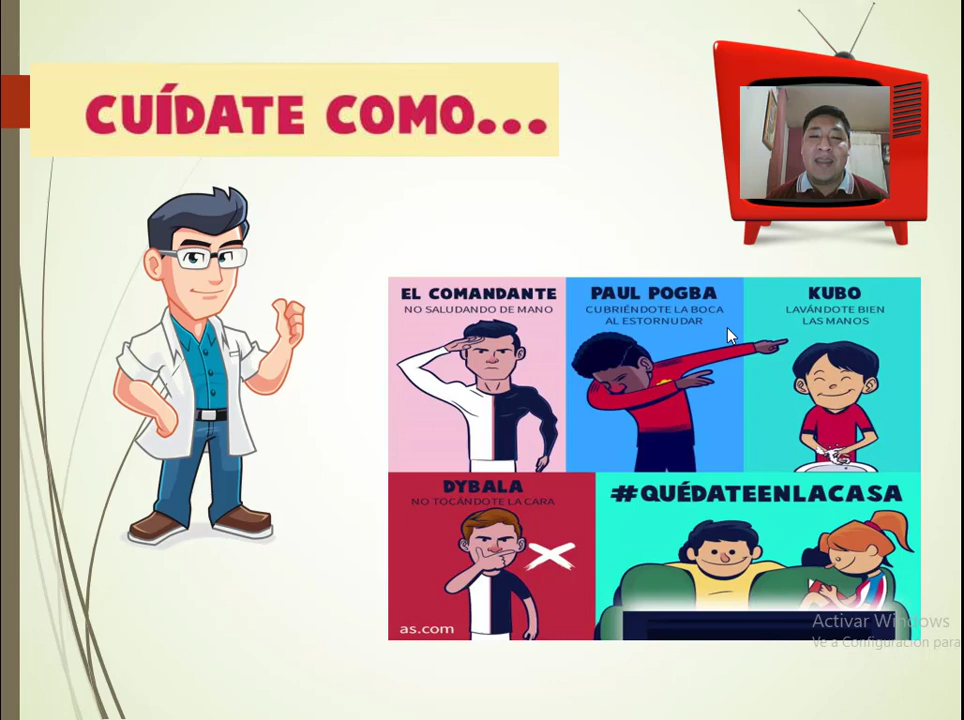 CUÍDATE COMO...
EL COMANDANTE
NO SALUDANDO DE MANO
PAUL POGBA
CUBRIÉNDOTE LA BOCA
AL ESTORNUDAR
KUBO
LAVÁNDOTE BIEN
LAS MANOS
DYBALA
NO TOCÁNDOTE LA CARA
as.com
#QUÉDATEENLACASA
Activar Windows
Ve a Configuración para